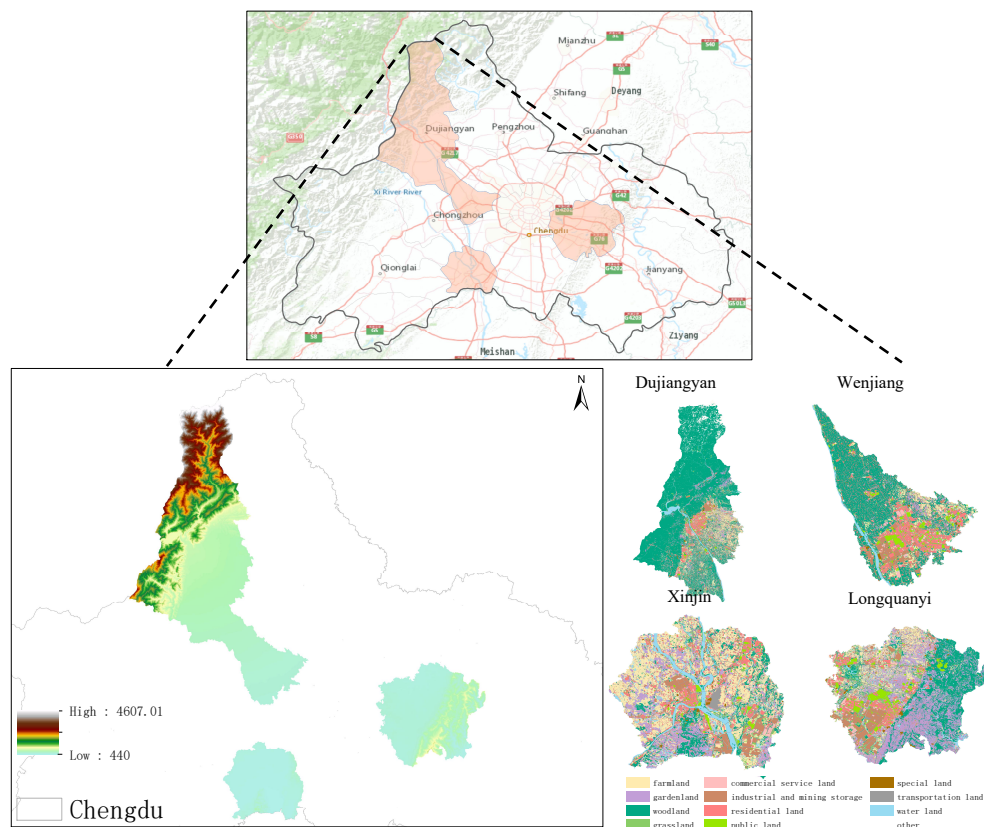 Mianzhu
Deyang
Shifang
Dujiangyan
Pengzhou
Guanghan
Xi River River
Chongzhou
Chengdu
G76
Qionglai
G4202
Jianyang
Ziyang
Meishan
N
High : 4607.01
Low : 440
Chengdu
Dujiangyan
Wenjiang
Xinjin
Longquanyi
farmland
commercial service land
special land
gardenland
industrial and mining storage
transportation land
woodland
residential land
water land
grassland
public land
other